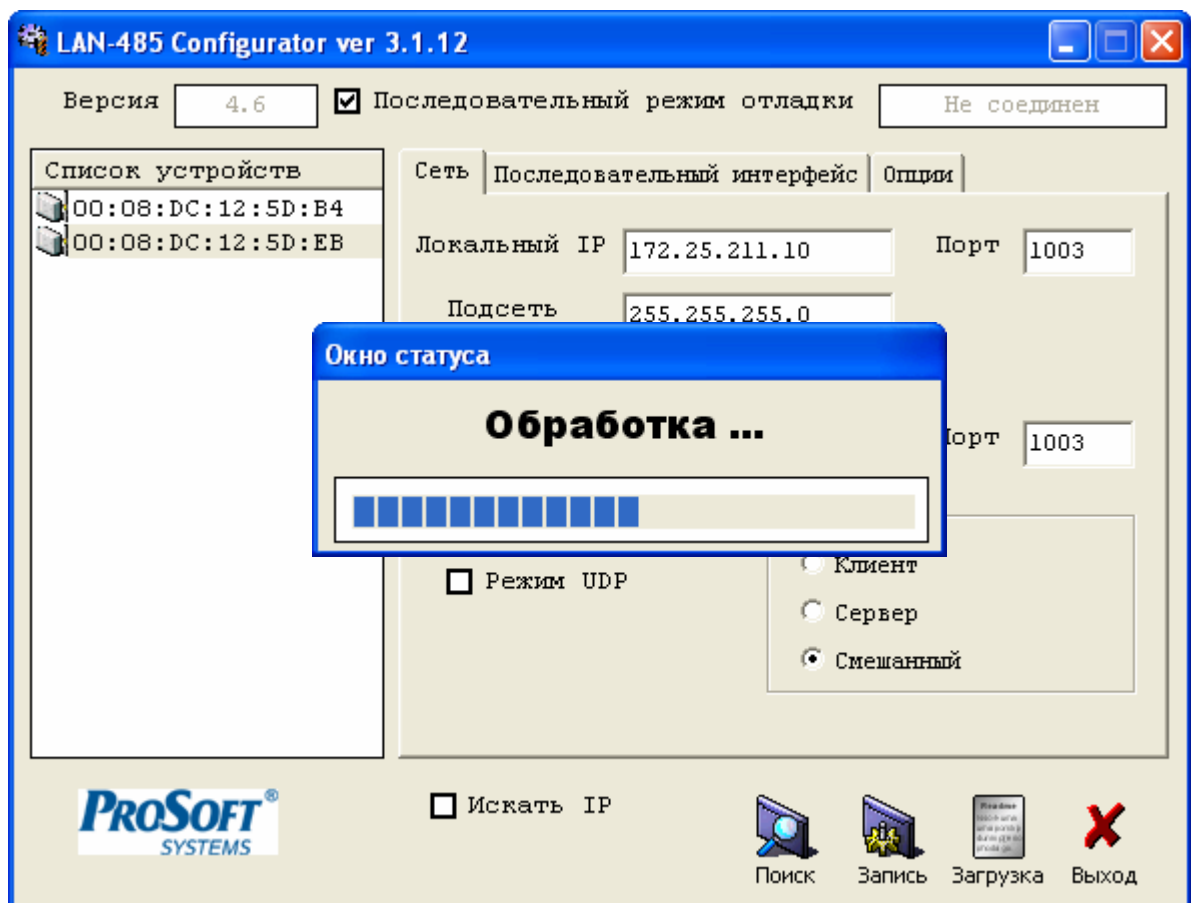 LAN-485 Configurator ver 3.1.12
Версия 4.6 Последовательный режим отладки Не соединен
Список устройств
00:08:DC:12:5D:B4
00:08:DC:12:5D:EB
Сеть Последовательный интерфейс Опции
Локальный IP 172.25.211.10 Порт 1003
Подсеть 255.255.255.0
Окно статуса
Обработка ...
Порт 1003
Режим UDP
Клиент
Сервер
Смешанный
PROSOFT®
SYSTEMS
Искать IP
Readme
Поиск Запись Загрузка Выход